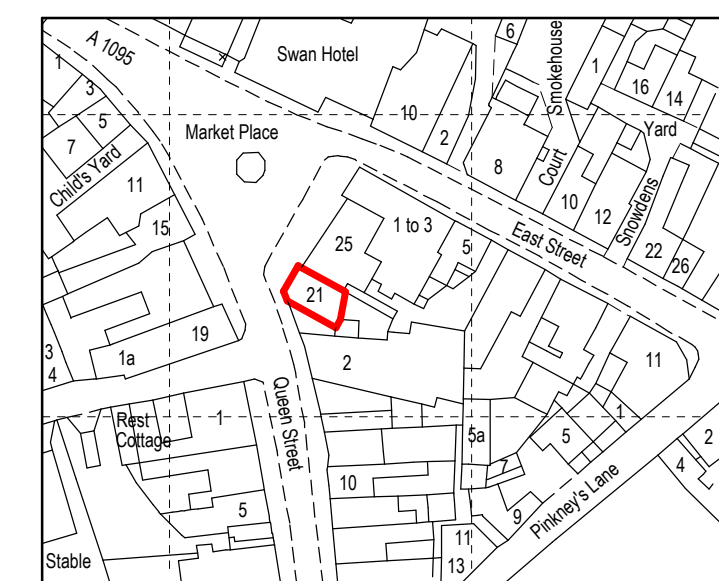 A 1095
Swan Hotel
6
Smokehouse
1
16
14
1
3
5
7
Child's Yard
11
15
Market Place
10
2
8
Court
10
12
Yard
Snowdens
22
26
25
1 to 3
5
East Street
21
19
1a
3
4
2
11
Queen Street
Rest
Cottage
1
5a
7
5
1
2
4
10
5
9
Pinkney's Lane
11
13
Stable